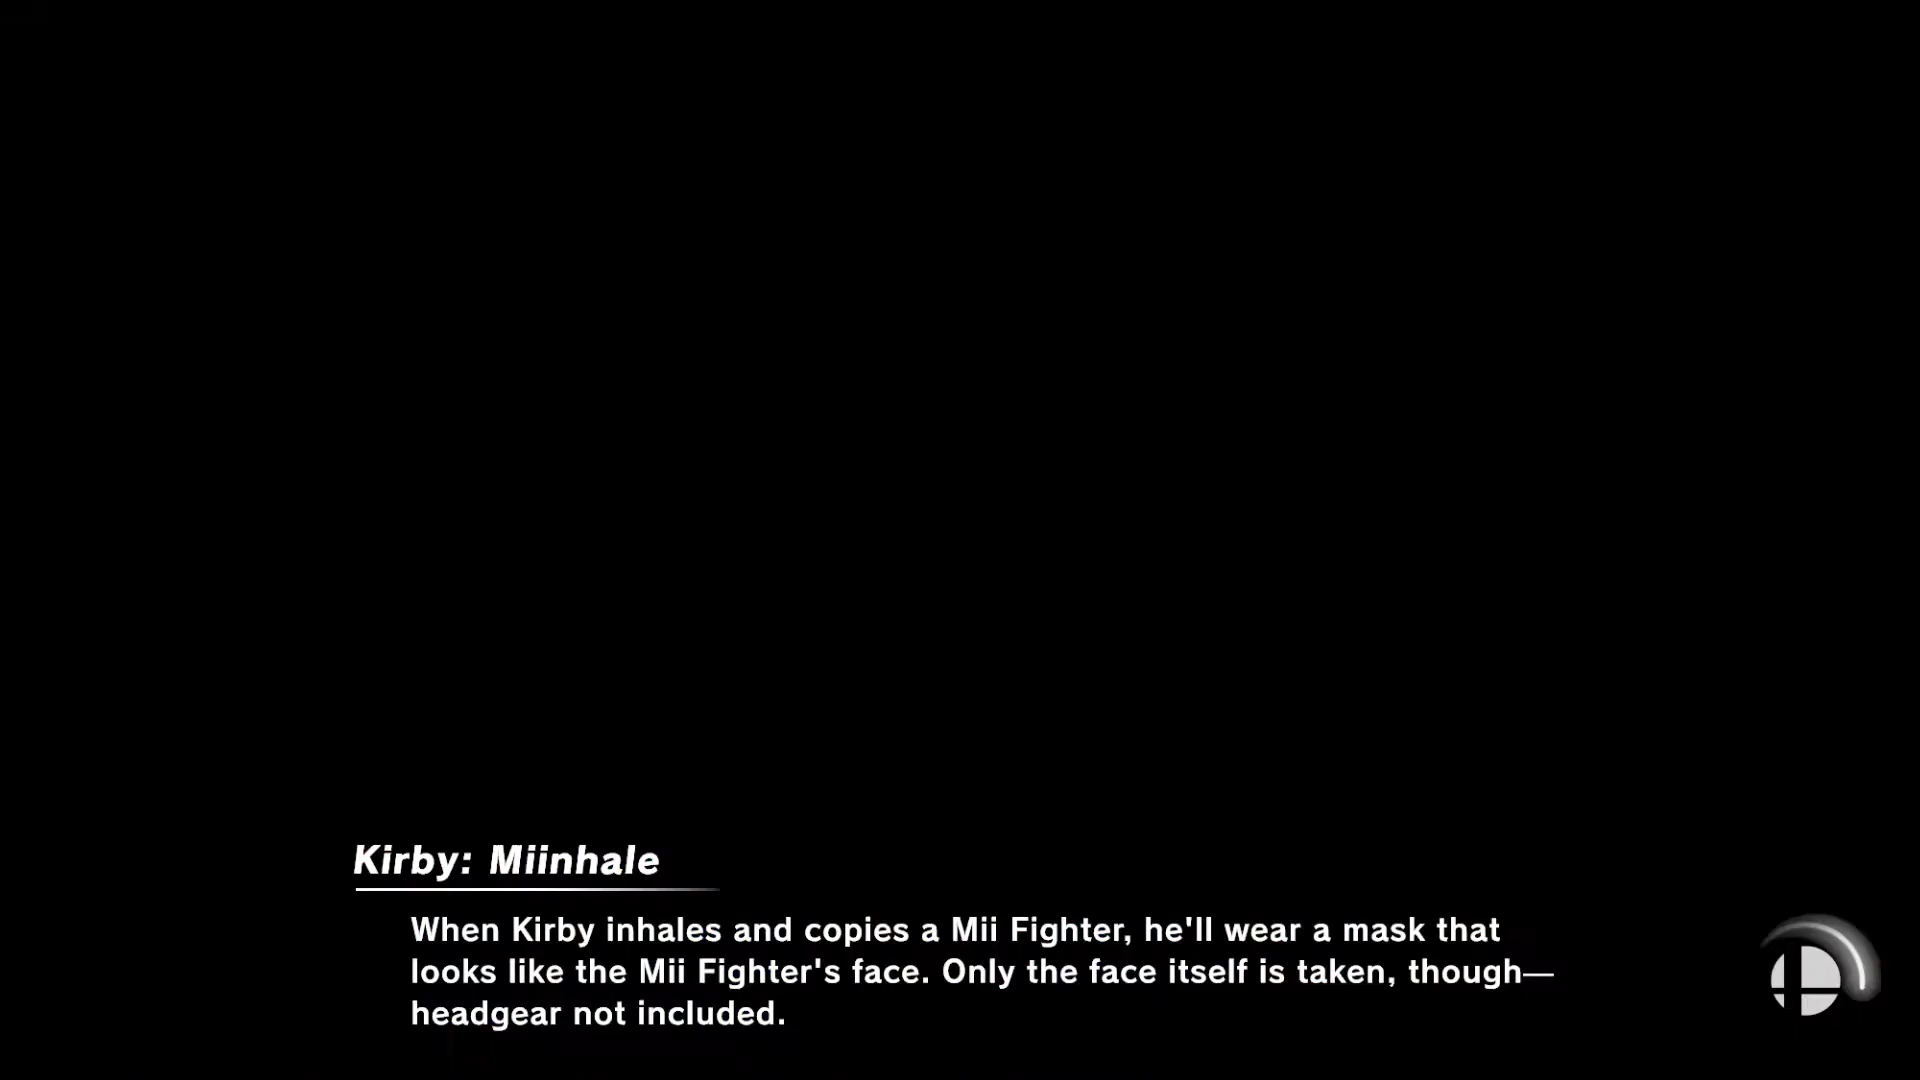 Kirby: Miinhale
When Kirby inhales and copies a Mii Fighter, he'll wear a mask that
looks like the Mii Fighter's face. Only the face itself is taken, though—
headgear not included.